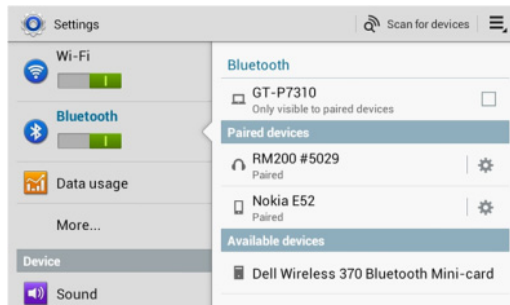 Settings
Scan for devices
Wi-Fi
Bluetooth
Data usage
More...
Device
Sound
Bluetooth
GT-P7310
Only visible to paired devices
Paired devices
RM200 #5029
Paired
Nokia E52
Paired
Available devices
Dell Wireless 370 Bluetooth Mini-card